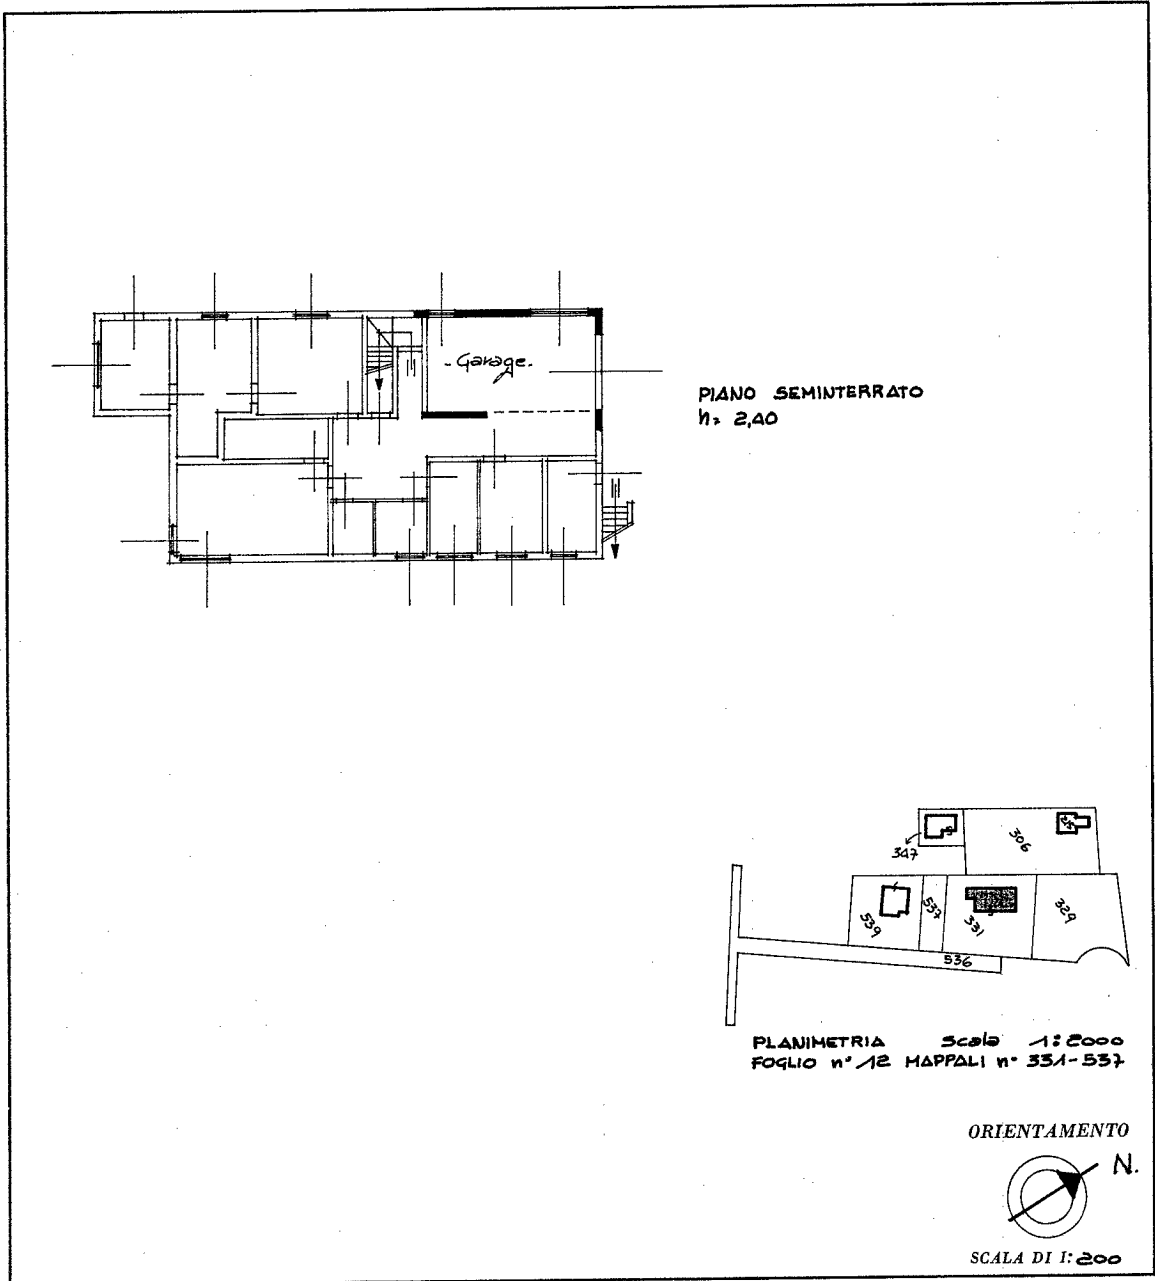 - Garage. -
PIANO SEMINTERRATO
h= 2,40
347
306
539
537
331
329
536
PLANIMETRIA Scala 1:2000
FOGLIO n° 12 MAPPALI n° 331-537
ORIENTAMENTO
N.
SCALA DI 1:200